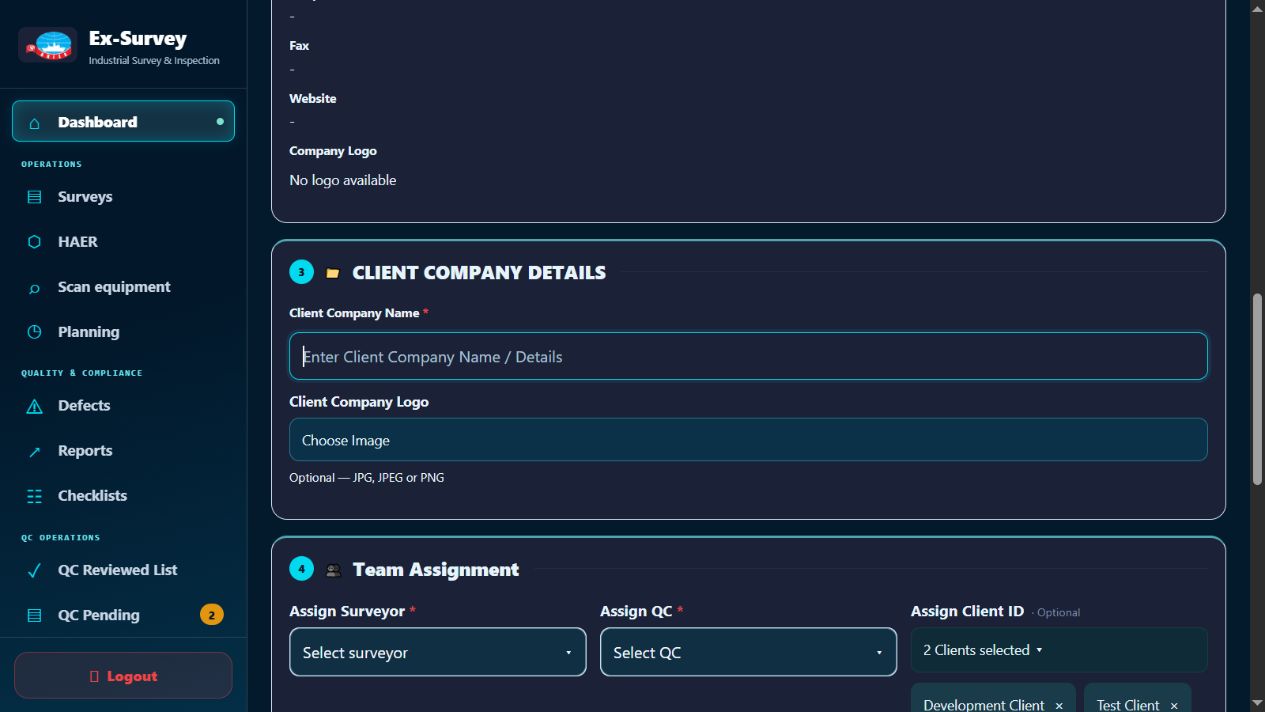 Ex-Survey
Industrial Survey & Inspection
Dashboard
OPERATIONS
Surveys
HAER
Scan equipment
Planning
QUALITY & COMPLIANCE
Defects
Reports
Checklists
QC OPERATIONS
QC Reviewed List
QC Pending
2
Logout
-
Fax
-
Website
-
Company Logo
No logo available
3 CLIENT COMPANY DETAILS
Client Company Name *
Enter Client Company Name / Details
Client Company Logo
Choose Image
Optional — JPG, JPEG or PNG
4 Team Assignment
Assign Surveyor *
Select surveyor
Assign QC *
Select QC
Assign Client ID · Optional
2 Clients selected
Development Client ×
Test Client ×